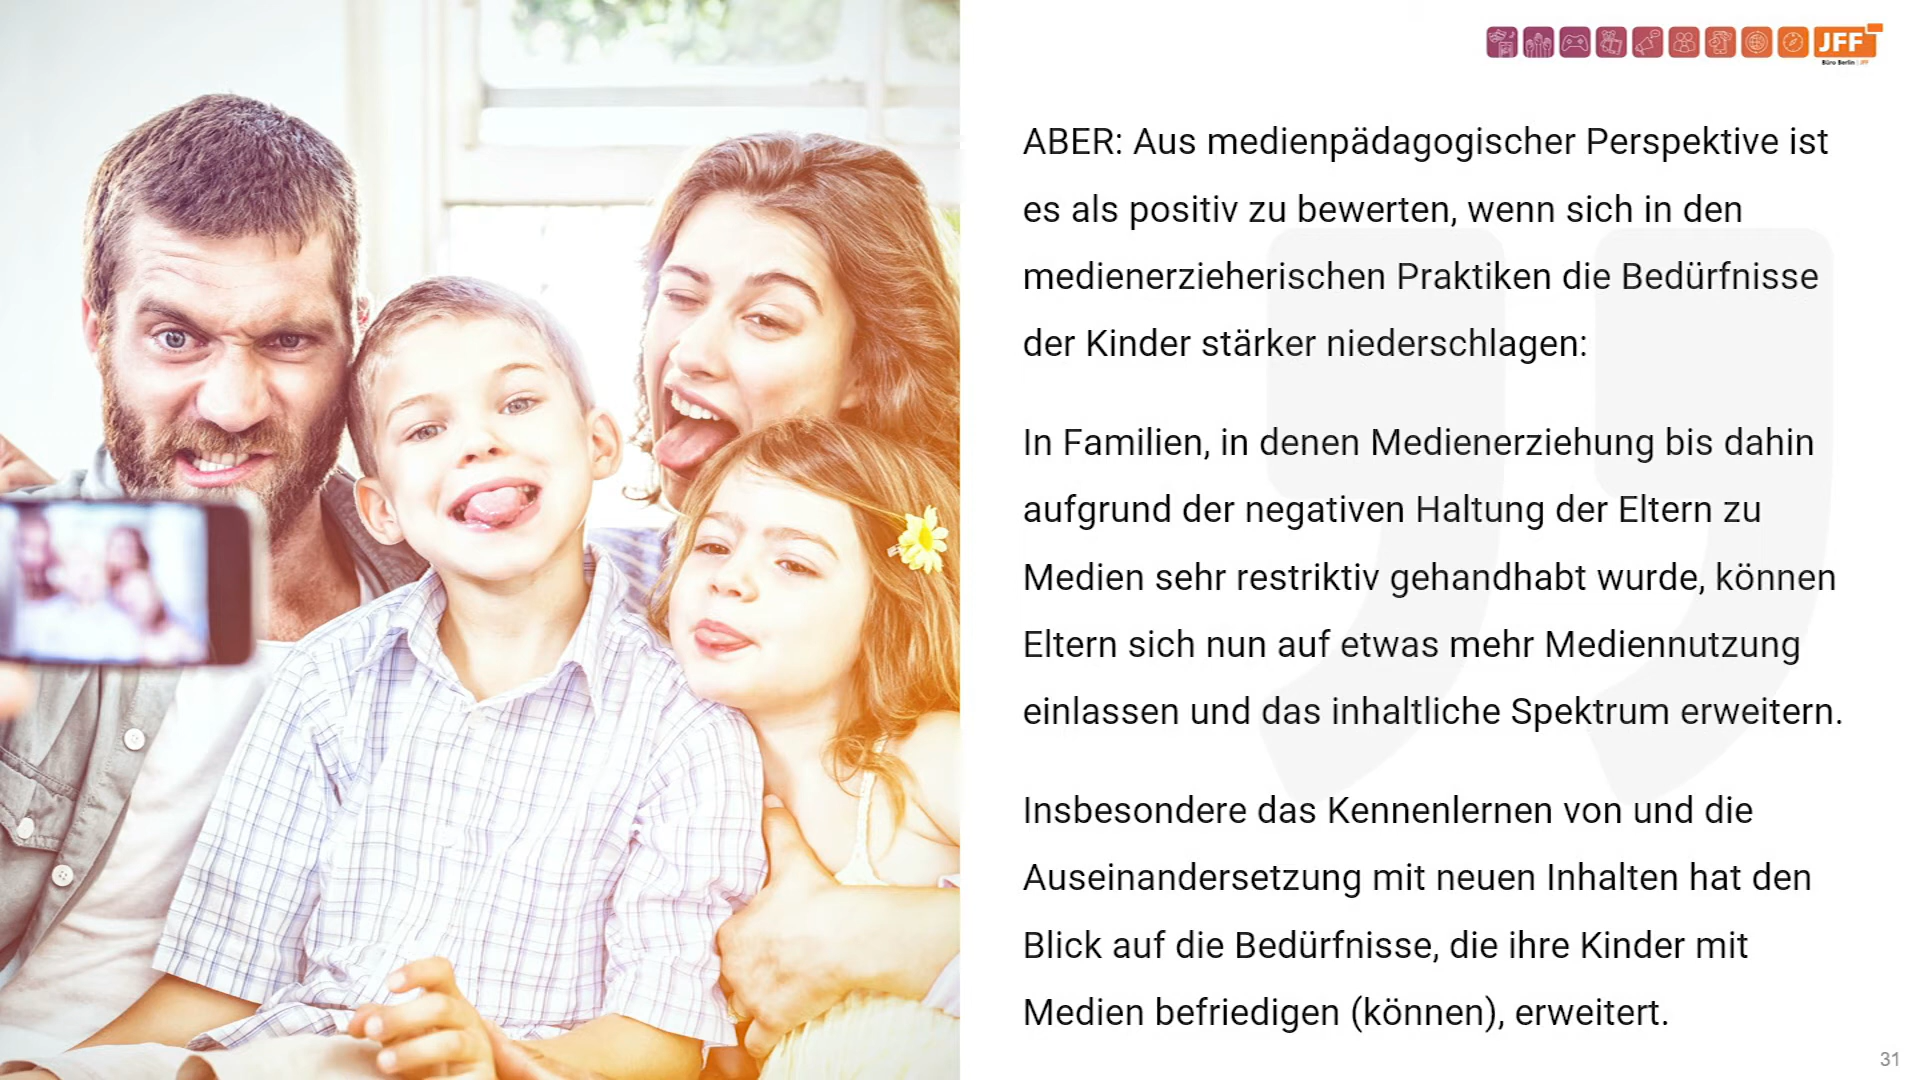 JFF
Büro Berlin | JFF
ABER: Aus medienpädagogischer Perspektive ist
es als positiv zu bewerten, wenn sich in den
medienerzieherischen Praktiken die Bedürfnisse
der Kinder stärker niederschlagen:
In Familien, in denen Medienerziehung bis dahin
aufgrund der negativen Haltung der Eltern zu
Medien sehr restriktiv gehandhabt wurde, können
Eltern sich nun auf etwas mehr Mediennutzung
einlassen und das inhaltliche Spektrum erweitern.
Insbesondere das Kennenlernen von und die
Auseinandersetzung mit neuen Inhalten hat den
Blick auf die Bedürfnisse, die ihre Kinder mit
Medien befriedigen (können), erweitert.
31